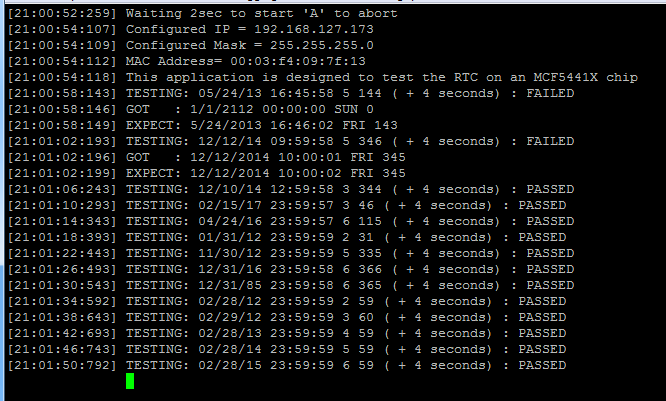 [21:00:52:259] Waiting 2sec to start 'A' to abort
[21:00:54:107] Configured IP = 192.168.127.173
[21:00:54:109] Configured Mask = 255.255.255.0
[21:00:54:112] MAC Address= 00:03:f4:09:7f:13
[21:00:54:118] This application is designed to test the RTC on an MCF5441X chip
[21:00:58:143] TESTING: 05/24/13 16:45:58 5 144 ( + 4 seconds) : FAILED
[21:00:58:146] GOT   : 1/1/2112 00:00:00 SUN 0
[21:00:58:149] EXPECT: 5/24/2013 16:46:02 FRI 143
[21:01:02:193] TESTING: 12/12/14 09:59:58 5 346 ( + 4 seconds) : FAILED
[21:01:02:196] GOT   : 12/12/2014 10:00:01 FRI 345
[21:01:02:199] EXPECT: 12/12/2014 10:00:02 FRI 345
[21:01:06:243] TESTING: 12/10/14 12:59:58 3 344 ( + 4 seconds) : PASSED
[21:01:10:293] TESTING: 02/15/17 23:59:57 3 46 ( + 4 seconds) : PASSED
[21:01:14:343] TESTING: 04/24/16 23:59:57 6 115 ( + 4 seconds) : PASSED
[21:01:18:393] TESTING: 01/31/12 23:59:59 2 31 ( + 4 seconds) : PASSED
[21:01:22:443] TESTING: 11/30/12 23:59:59 5 335 ( + 4 seconds) : PASSED
[21:01:26:493] TESTING: 12/31/16 23:59:58 6 366 ( + 4 seconds) : PASSED
[21:01:30:543] TESTING: 12/31/85 23:59:58 6 365 ( + 4 seconds) : PASSED
[21:01:34:592] TESTING: 02/28/12 23:59:59 2 59 ( + 4 seconds) : PASSED
[21:01:38:643] TESTING: 02/29/12 23:59:59 3 60 ( + 4 seconds) : PASSED
[21:01:42:693] TESTING: 02/28/13 23:59:59 4 59 ( + 4 seconds) : PASSED
[21:01:46:743] TESTING: 02/28/14 23:59:59 5 59 ( + 4 seconds) : PASSED
[21:01:50:792] TESTING: 02/28/15 23:59:59 6 59 ( + 4 seconds) : PASSED